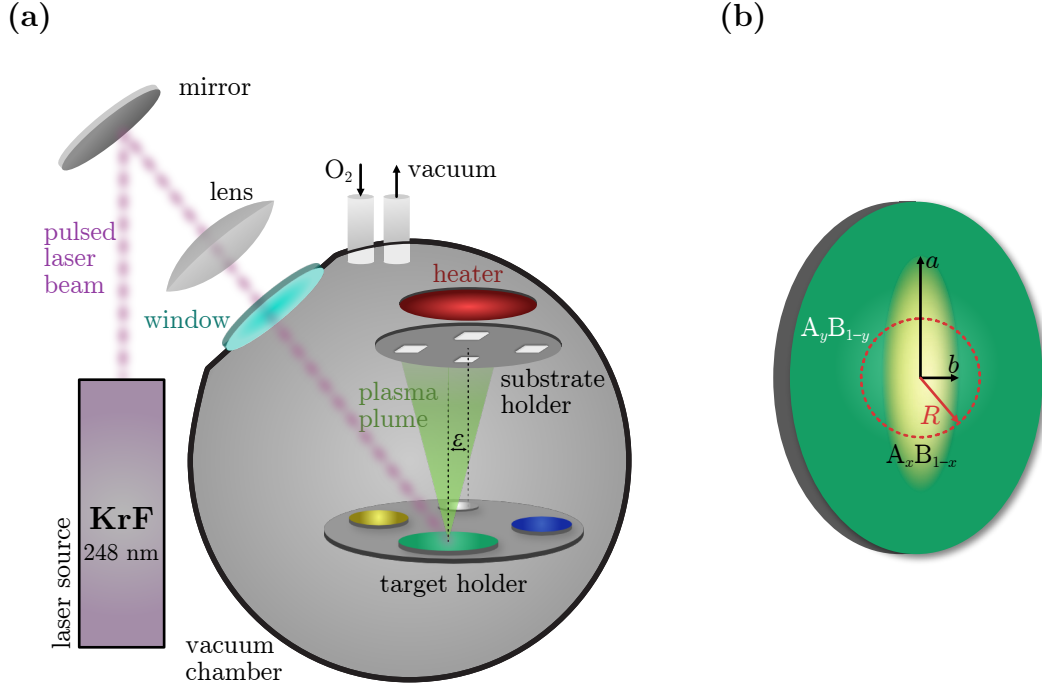 (a)
(b)
mirror
O₂
vacuum
lens
pulsed
laser
beam
heater
window
plasma
plume
substrate
holder
ε
KrF
248 nm
laser source
target holder
vacuum
chamber
a
AᵧB₁₋ᵧ
b
R
AₓB₁₋ₓ